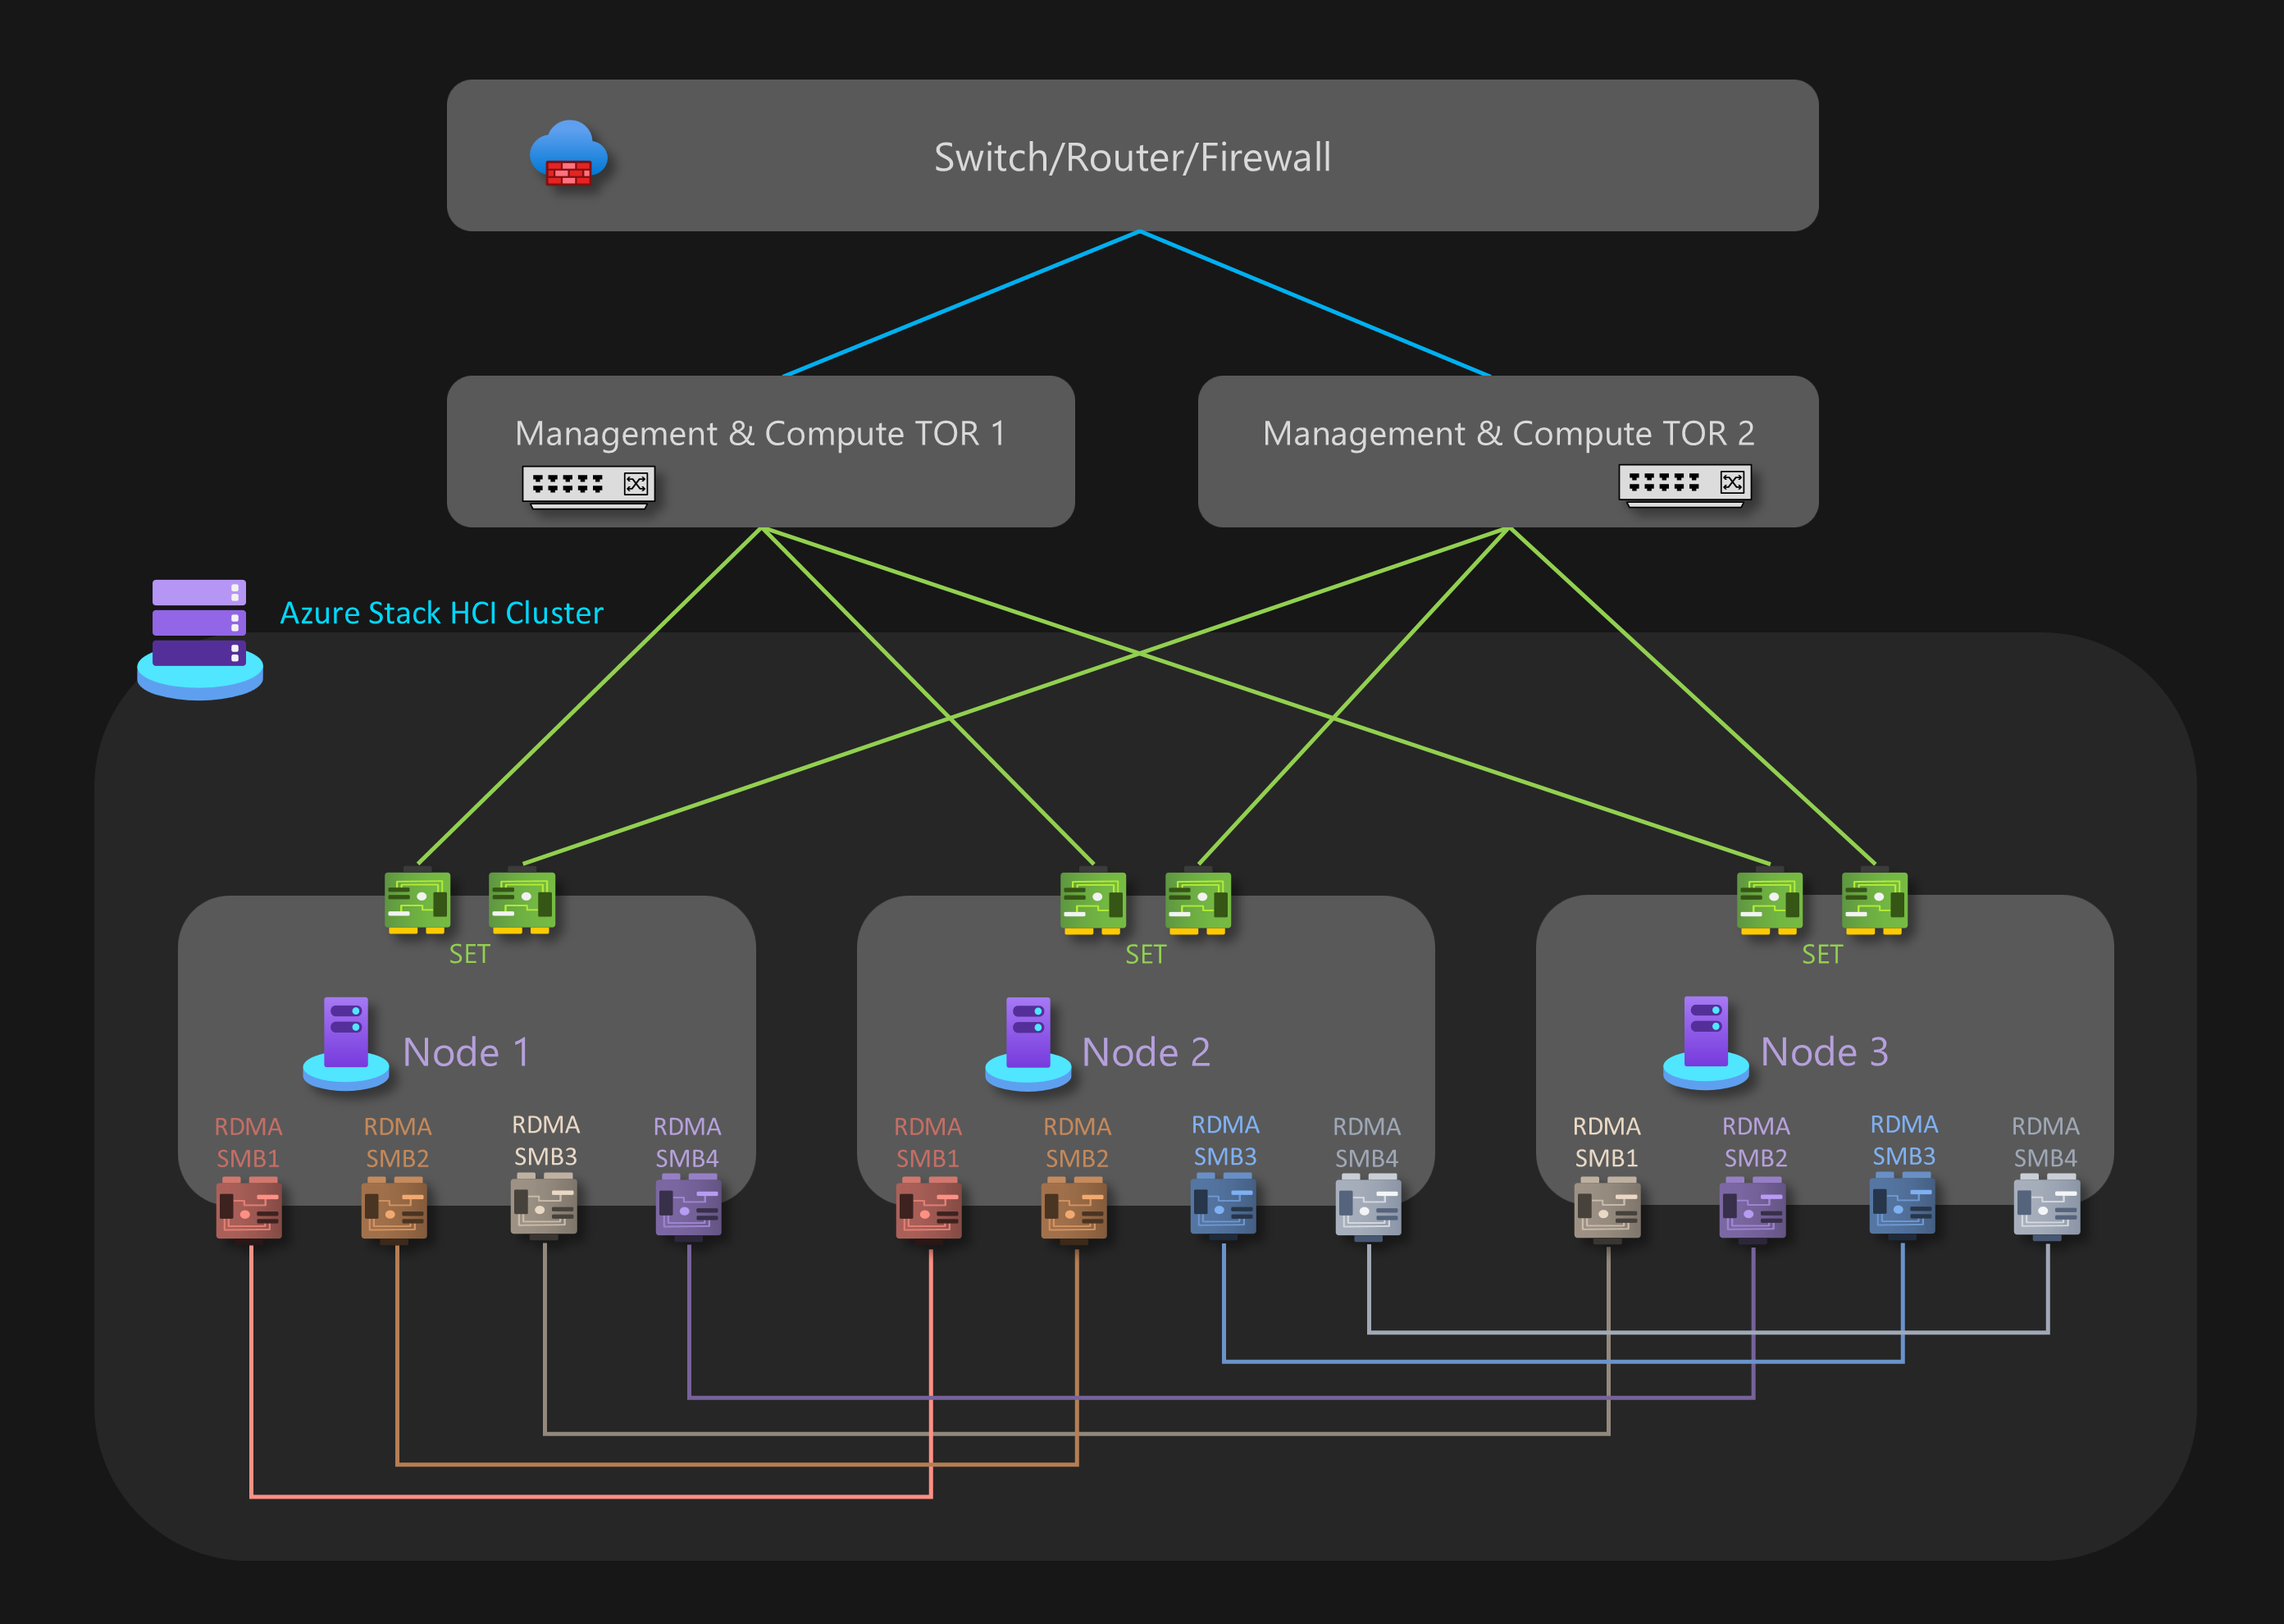 Switch/Router/Firewall
Management & Compute TOR 1
Management & Compute TOR 2
Azure Stack HCI Cluster
SET
SET
SET
Node 1
Node 2
Node 3
RDMA
SMB1
RDMA
SMB2
RDMA
SMB3
RDMA
SMB4
RDMA
SMB1
RDMA
SMB2
RDMA
SMB3
RDMA
SMB4
RDMA
SMB1
RDMA
SMB2
RDMA
SMB3
RDMA
SMB4